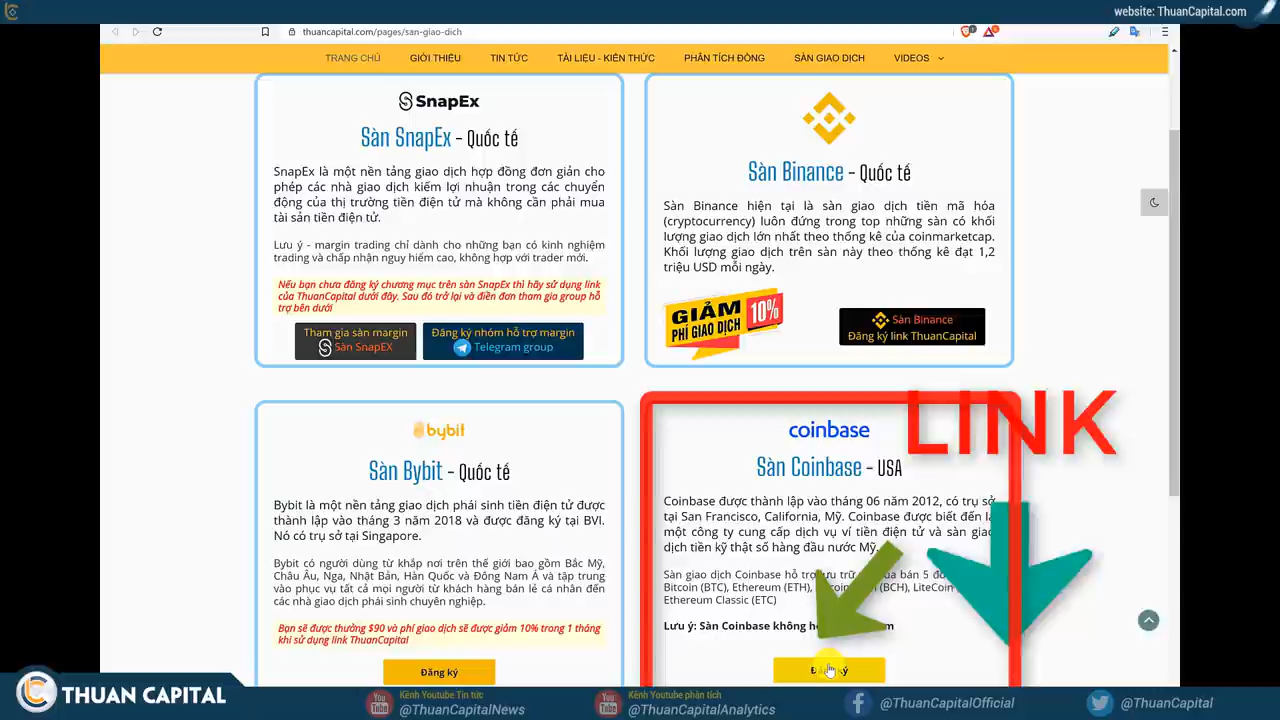 website: ThuanCapital.com
thuancapital.com/pages/san-giao-dich
TRANG CHỦ
GIỚI THIỆU
TIN TỨC
TÀI LIỆU - KIẾN THỨC
PHÂN TÍCH ĐỒNG
SÀN GIAO DỊCH
VIDEOS
SnapEx
Sàn SnapEx - Quốc tế
SnapEx là một nền tảng giao dịch hợp đồng đơn giản cho
phép các nhà giao dịch kiếm lợi nhuận trong các chuyển
động của thị trường tiền điện tử mà không cần phải mua
tài sản tiền điện tử.
Lưu ý - margin trading chỉ dành cho những bạn có kinh nghiệm
trading và chấp nhận nguy hiểm cao, không hợp với trader mới.
Nếu bạn chưa đăng ký chương mục trên sàn SnapEx thì hãy sử dụng link
của ThuanCapital dưới đây. Sau đó trở lại và điền đơn tham gia group hỗ
trợ bên dưới
Tham gia sàn margin
Sàn SnapEX
Đăng ký nhóm hỗ trợ margin
Telegram group
Sàn Binance - Quốc tế
Sàn Binance hiện tại là sàn giao dịch tiền mã hóa
(cryptocurrency) luôn đứng trong top những sàn có khối
lượng giao dịch lớn nhất theo thống kê của coinmarketcap.
Khối lượng giao dịch trên sàn này theo thống kê đạt 1,2
triệu USD mỗi ngày.
GIẢM
PHÍ GIAO DỊCH
10%
Sàn Binance
Đăng ký link ThuanCapital
bybit
Sàn Bybit - Quốc tế
Bybit là một nền tảng giao dịch phái sinh tiền điện tử được
thành lập vào tháng 3 năm 2018 và được đăng ký tại BVI.
Nó có trụ sở tại Singapore.
Bybit có người dùng từ khắp nơi trên thế giới bao gồm Bắc Mỹ,
Châu Âu, Nga, Nhật Bản, Hàn Quốc và Đông Nam Á và tập trung
vào phục vụ tất cả mọi người từ khách hàng bán lẻ cá nhân đến
các nhà giao dịch phái sinh chuyên nghiệp.
Bạn sẽ được thưởng $90 và phí giao dịch sẽ được giảm 10% trong 1 tháng
khi sử dụng link ThuanCapital
Đăng ký
LINK
coinbase
Sàn Coinbase - USA
Coinbase được thành lập vào tháng 06 năm 2012, có trụ sở
tại San Francisco, California, Mỹ. Coinbase được biết đến là
một công ty cung cấp dịch vụ ví tiền điện tử và sàn giao
dịch tiền kỹ thật số hàng đầu nước Mỹ.
Sàn giao dịch Coinbase hỗ trợ lưu trữ bán 5
Bitcoin (BTC), Ethereum (ETH), (BCH), LiteCoin
Ethereum Classic (ETC)
Lưu ý: Sàn Coinbase không
Đăng ký
THUAN CAPITAL
Kênh Youtube Tin tức
@ThuanCapitalNews
Kênh Youtube phân tích
@ThuanCapitalAnalytics
@ThuanCapitalOfficial
@ThuanCapital